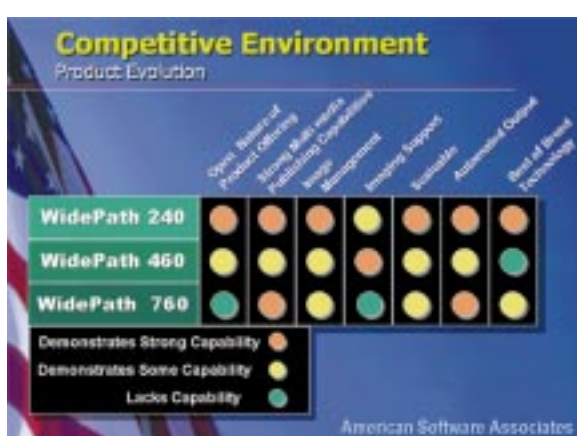 Competitive Environment
Product Evolution
Open Nature of
Product Offering
Strong Multi media
Publishing Capabilities
Image
Management
Imaging Support
Scaleable
Automated Output
Best of Brand
Technology
WidePath 240
WidePath 460
WidePath 760
Demonstrates Strong Capability
Demonstrates Some Capability
Lacks Capability
American Software Associates